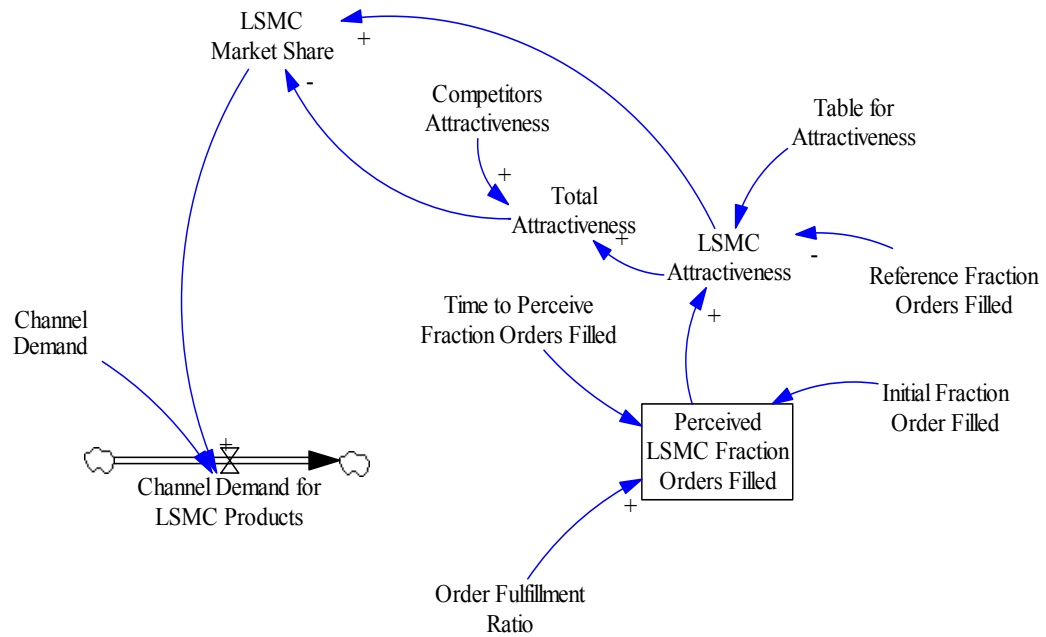 LSMC
Market Share
+
-
Competitors
Attractiveness
Table for
Attractiveness
+
Total
Attractiveness
+
LSMC
Attractiveness
-
Reference Fraction
Orders Filled
Time to Perceive
Fraction Orders Filled
+
Channel
Demand
Initial Fraction
Order Filled
Perceived
LSMC Fraction
Orders Filled
+
Channel Demand for
LSMC Products
+
Order Fulfillment
Ratio